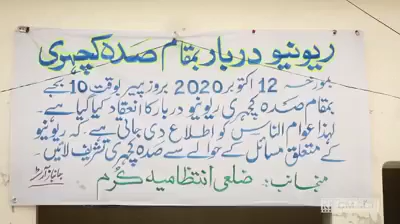 ریونیو دربار بمقام صدہ کچہری
بمورخہ 12 اکتوبر 2020 بروز پیر بوقت 10 بجے
بمقام صدہ کچہری ریونیو دربار کا انعقاد کیا گیا ہے۔
لہذا عوام الناس کو اطلاع دی جاتی ہے۔ کہ ریونیو
کے متعلق مسائل کے حوالے سے صدہ کچہری تشریف لائیں۔
منجانب: ضلعی انتظامیہ کرم